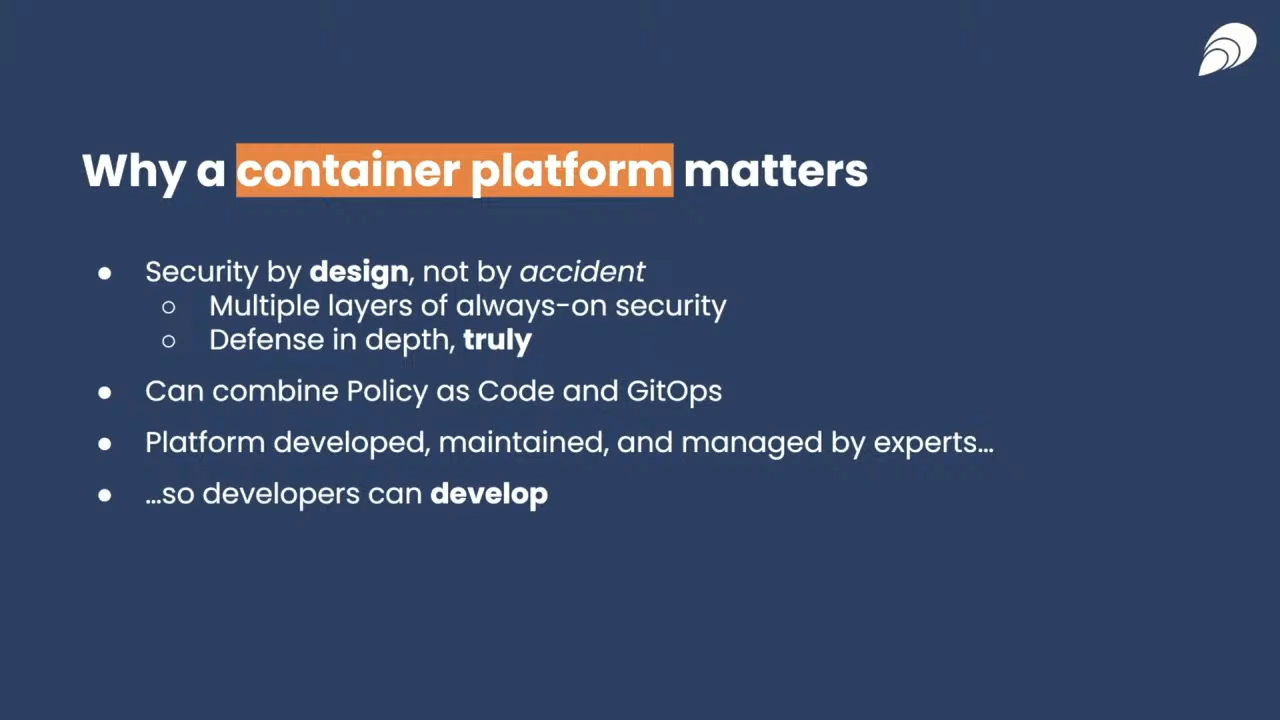 Why a container platform matters
● Security by design, not by accident
○ Multiple layers of always-on security
○ Defense in depth, truly
● Can combine Policy as Code and GitOps
● Platform developed, maintained, and managed by experts…
● …so developers can develop